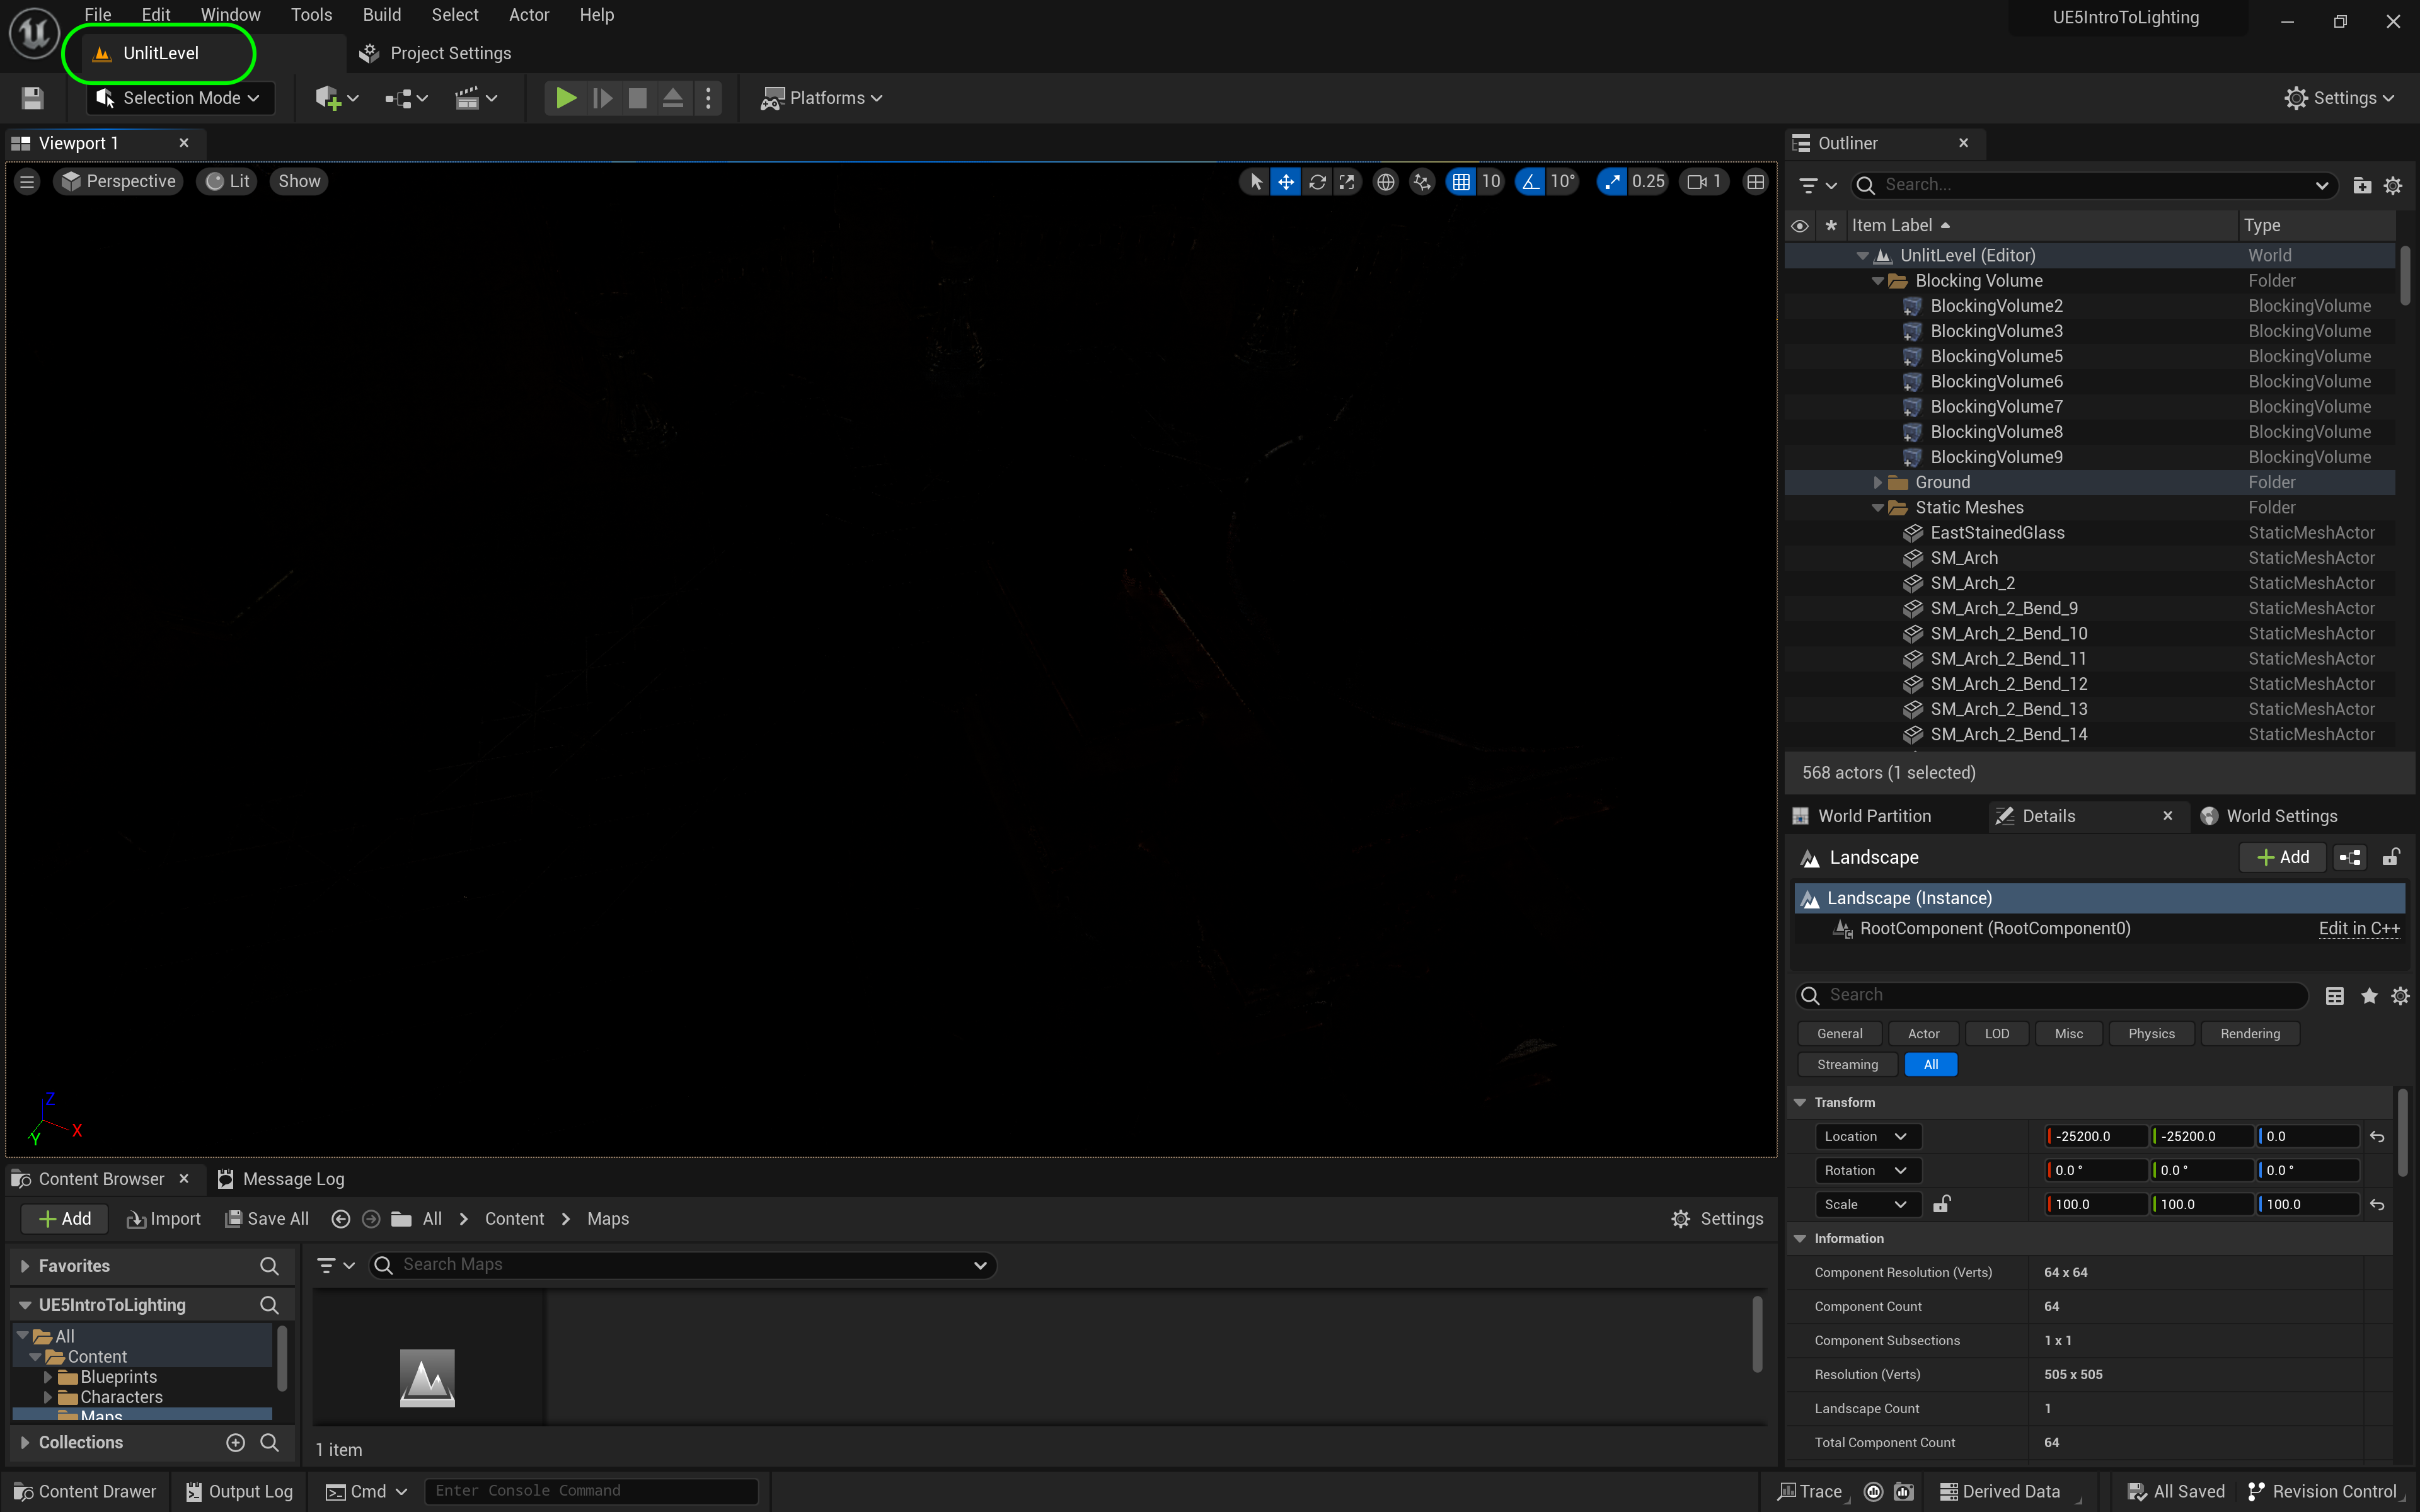 File Edit Window Tools Build Select Actor Help
UE5IntroToLighting
UnlitLevel
Project Settings
Selection Mode
Platforms
Settings
Viewport 1
Perspective Lit Show
10 10° 0.25 1
Outliner
Search...
Item Label Type
UnlitLevel (Editor) World
Blocking Volume Folder
BlockingVolume2 BlockingVolume
BlockingVolume3 BlockingVolume
BlockingVolume5 BlockingVolume
BlockingVolume6 BlockingVolume
BlockingVolume7 BlockingVolume
BlockingVolume8 BlockingVolume
BlockingVolume9 BlockingVolume
Ground Folder
Static Meshes Folder
EastStainedGlass StaticMeshActor
SM_Arch StaticMeshActor
SM_Arch_2 StaticMeshActor
SM_Arch_2_Bend_9 StaticMeshActor
SM_Arch_2_Bend_10 StaticMeshActor
SM_Arch_2_Bend_11 StaticMeshActor
SM_Arch_2_Bend_12 StaticMeshActor
SM_Arch_2_Bend_13 StaticMeshActor
SM_Arch_2_Bend_14 StaticMeshActor
568 actors (1 selected)
World Partition Details World Settings
Landscape
Add
Landscape (Instance)
RootComponent (RootComponent0) Edit in C++
Search
General Actor LOD Misc Physics Rendering
Streaming All
Transform
Location -25200.0 -25200.0 0.0
Rotation 0.0 ° 0.0 ° 0.0 °
Scale 100.0 100.0 100.0
Information
Component Resolution (Verts) 64 x 64
Component Count 64
Component Subsections 1 x 1
Resolution (Verts) 505 x 505
Landscape Count 1
Total Component Count 64
Z
X
Y
Content Browser Message Log
Add Import Save All All Content Maps Settings
Favorites
Search Maps
UE5IntroToLighting
All
Content
Blueprints
Characters
Maps
Collections
1 item
Content Drawer Output Log Cmd Enter Console Command Trace Derived Data All Saved Revision Control